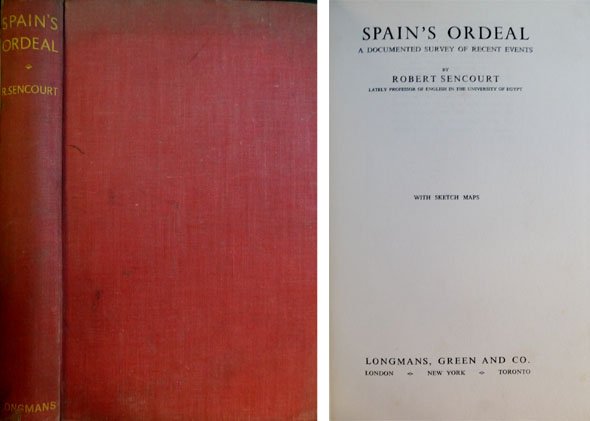 SPAIN'S
ORDEAL
R.SENCOURT
LONGMANS
SPAIN'S ORDEAL
A DOCUMENTED SURVEY OF RECENT EVENTS
BY
ROBERT SENCOURT
LATELY PROFESSOR OF ENGLISH IN THE UNIVERSITY OF EGYPT
WITH SKETCH MAPS
LONGMANS, GREEN AND CO.
LONDON NEW YORK TORONTO